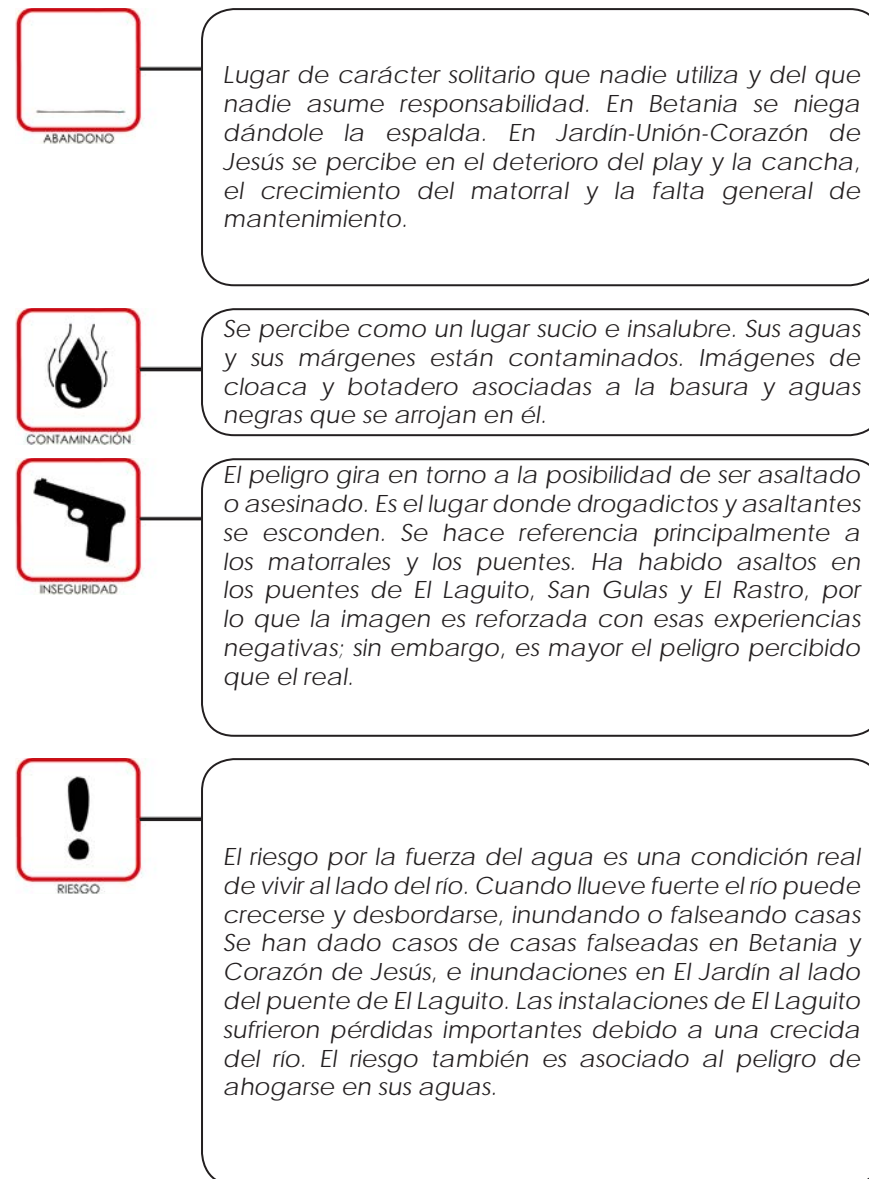 ABANDONO
Lugar de carácter solitario que nadie utiliza y del que
nadie asume responsabilidad. En Betania se niega
dándole la espalda. En Jardín-Unión-Corazón de
Jesús se percibe en el deterioro del play y la cancha,
el crecimiento del matorral y la falta general de
mantenimiento.
CONTAMINACIÓN
Se percibe como un lugar sucio e insalubre. Sus aguas
y sus márgenes están contaminados. Imágenes de
cloaca y botadero asociadas a la basura y aguas
negras que se arrojan en él.
INSEGURIDAD
El peligro gira en torno a la posibilidad de ser asaltado
o asesinado. Es el lugar donde drogadictos y asaltantes
se esconden. Se hace referencia principalmente a
los matorrales y los puentes. Ha habido asaltos en
los puentes de El Laguito, San Gulas y El Rastro, por
lo que la imagen es reforzada con esas experiencias
negativas; sin embargo, es mayor el peligro percibido
que el real.
RIESGO
El riesgo por la fuerza del agua es una condición real
de vivir al lado del río. Cuando llueve fuerte el río puede
crecerse y desbordarse, inundando o falseando casas
Se han dado casos de casas falseadas en Betania y
Corazón de Jesús, e inundaciones en El Jardín al lado
del puente de El Laguito. Las instalaciones de El Laguito
sufrieron pérdidas importantes debido a una crecida
del río. El riesgo también es asociado al peligro de
ahogarse en sus aguas.